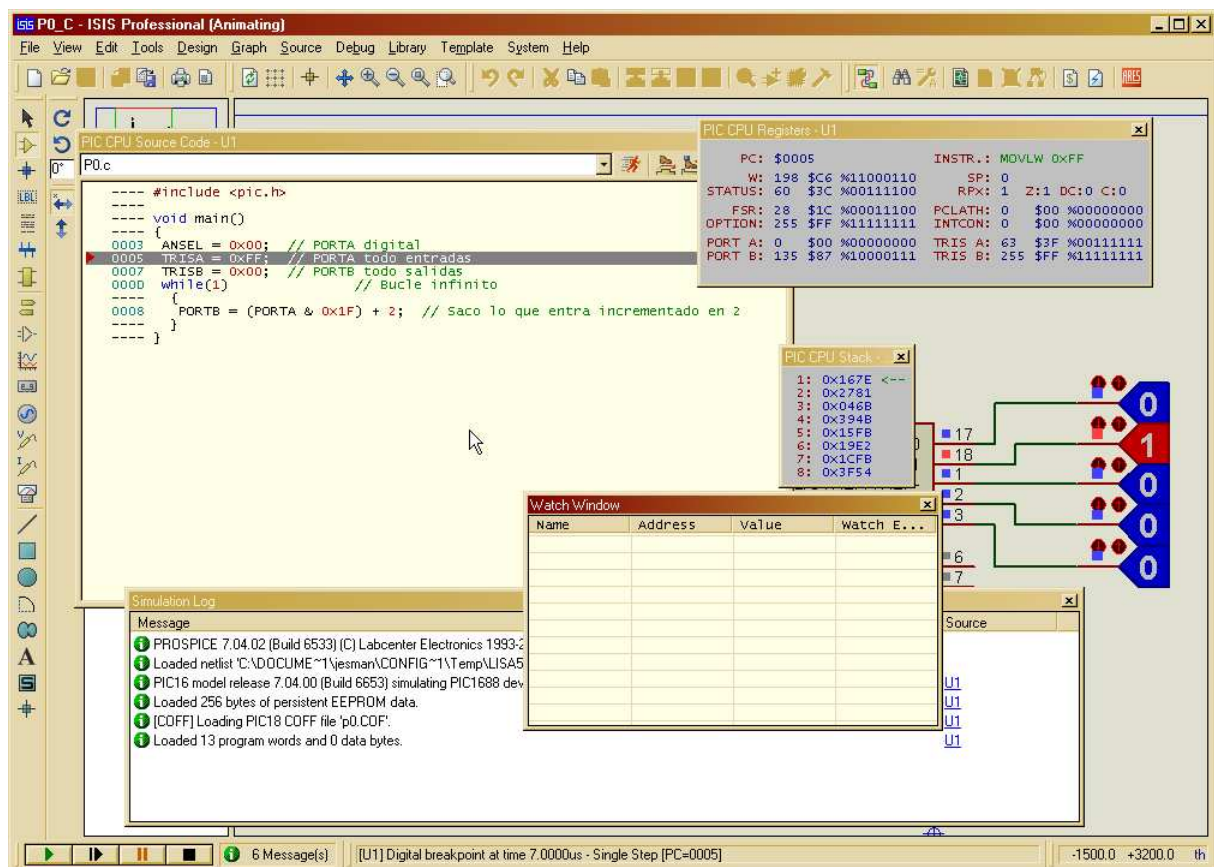 isis P0_C - ISIS Professional (Animating)
File View Edit Tools Design Graph Source Debug Library Template System Help
ARES
0°
LBL
A
S
PIC CPU Source Code - U1
P0.c
---- #include <pic.h>
----
---- void main()
---- {
0003 ANSEL = 0x00; // PORTA digital
0005 TRISA = 0xFF; // PORTA todo entradas
0007 TRISB = 0x00; // PORTB todo salidas
000D while(1) // Bucle infinito
---- {
0008 PORTB = (PORTA & 0x1F) + 2; // Saco lo que entra incrementado en 2
---- }
---- }
PIC CPU Registers - U1
PC: $0005 INSTR.: MOVLW 0xFF
W: 198 $C6 %11000110 SP: 0
STATUS: 60 $3C %00111100 RPx: 1 Z:1 DC:0 C:0
FSR: 28 $1C %00011100 PCLATH: 0 $00 %00000000
OPTION: 255 $FF %11111111 INTCON: 0 $00 %00000000
PORT A: 0 $00 %00000000 TRIS A: 63 $3F %00111111
PORT B: 135 $87 %10000111 TRIS B: 255 $FF %11111111
PIC CPU Stack -
1: 0x167E <--
2: 0x2781
3: 0x046B
4: 0x394B
5: 0x15FB
6: 0x19E2
7: 0x1CFB
8: 0x3F54
17 0
18 1
1 0
2 0
3 0
6
7
Watch Window
Name Address Value Watch E...
Simulation Log
Message Source
PROSPICE 7.04.02 (Build 6533) (C) Labcenter Electronics 1993-2
Loaded netlist 'C:\DOCUME~1\jesman\CONFIG~1\Temp\LISA5
PIC16 model release 7.04.00 (Build 6653) simulating PIC1688 dev U1
Loaded 256 bytes of persistent EEPROM data. U1
[COFF] Loading PIC18 COFF file 'p0.COF'. U1
Loaded 13 program words and 0 data bytes. U1
6 Message(s) [U1] Digital breakpoint at time 7.0000us - Single Step [PC=0005] -1500.0 +3200.0 th